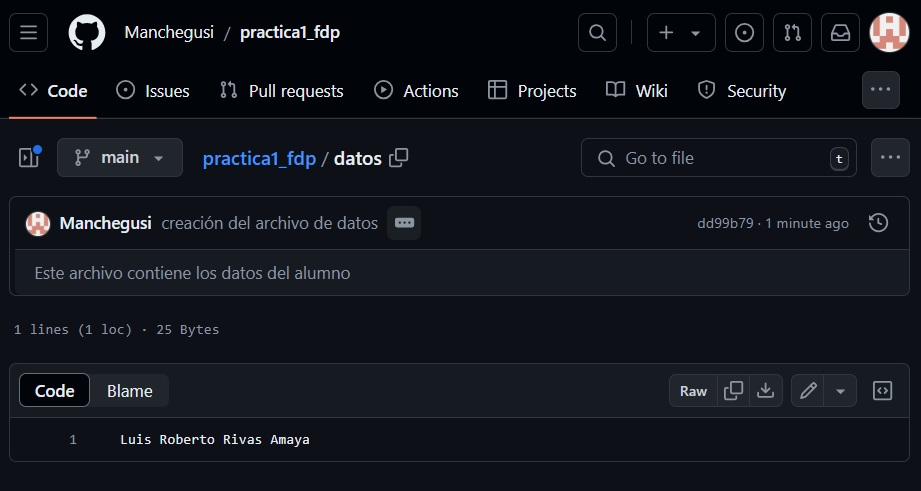 Manchegusi / practica1_fdp
Code Issues Pull requests Actions Projects Wiki Security
main practica1_fdp / datos Go to file t
Manchegusi creación del archivo de datos dd99b79 · 1 minute ago
Este archivo contiene los datos del alumno
1 lines (1 loc) · 25 Bytes
Code Blame Raw
1 Luis Roberto Rivas Amaya